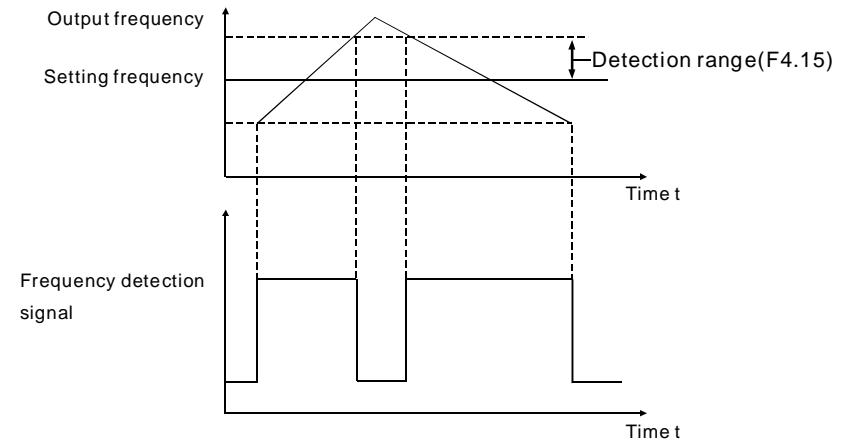 Output frequency
Setting frequency
Detection range(F4.15)
Time t
Frequency detection
signal
Time t